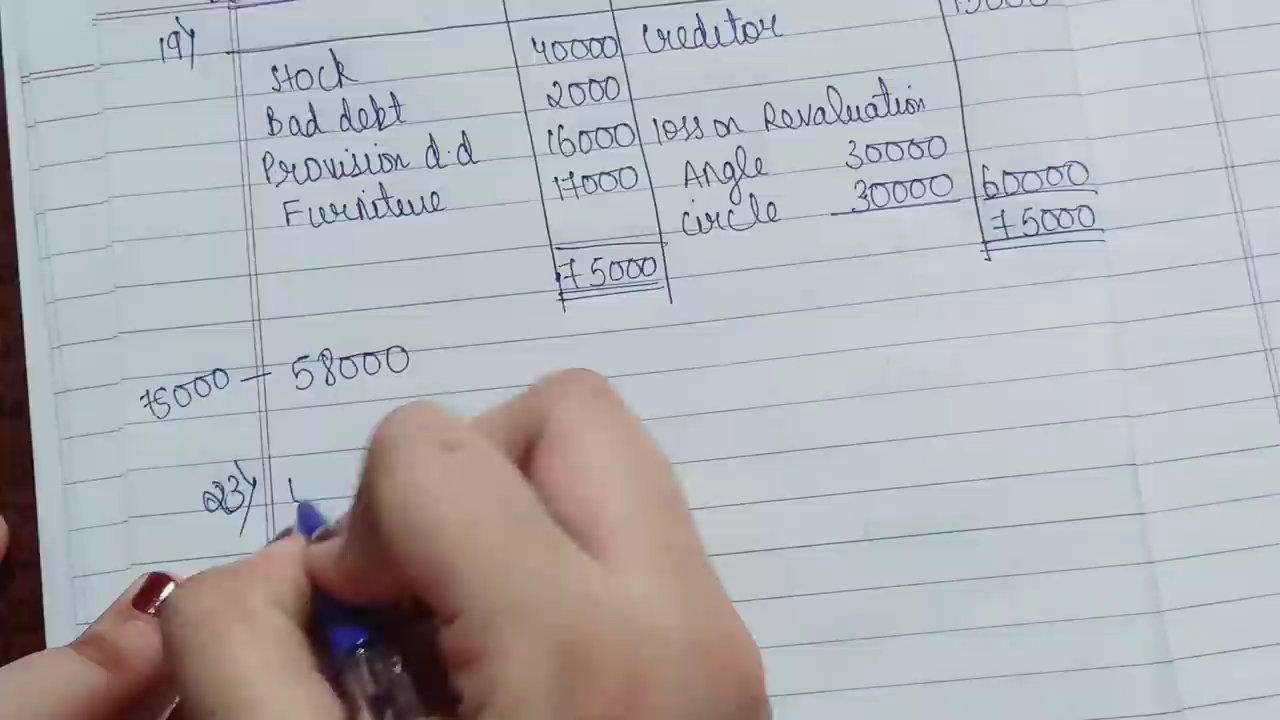 19)
Stock 40000 Creditor 15000
Bad debt 2000
Provision d.d 16000 loss on Revaluation
Furniture 17000 Angle 30000
Circle 30000 60000
75000 75000
75000 - 58000
23)